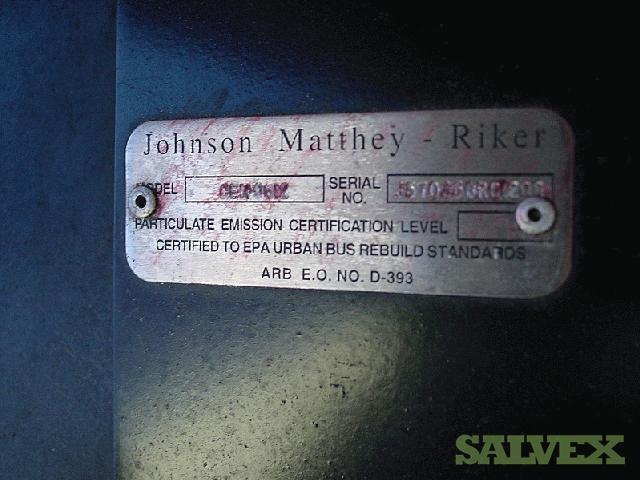 Johnson Matthey - Riker
MODEL SERIAL NO.
PARTICULATE EMISSION CERTIFICATION LEVEL
CERTIFIED TO EPA URBAN BUS REBUILD STANDARDS
ARB E.O. NO. D-393
SALVEX